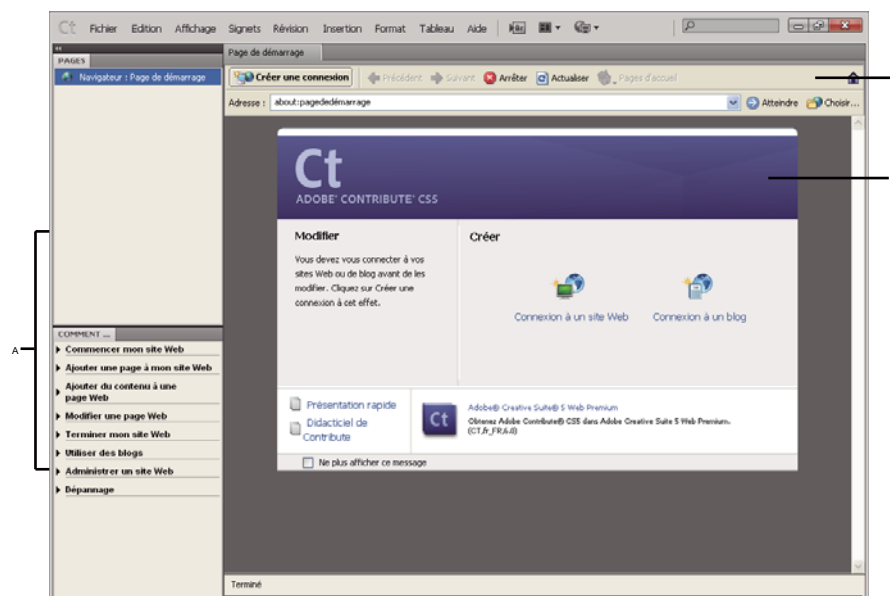 Ct Fichier Edition Affichage Signets Révision Insertion Format Tableau Aide Br
PAGES
Navigateur : Page de démarrage
Page de démarrage
Créer une connexion Précédent Suivant Arrêter Actualiser Pages d'accueil
Adresse : about:pagededémarrage Atteindre Choisir...
Ct
ADOBE® CONTRIBUTE® CS5
Modifier
Vous devez vous connecter à vos
sites Web ou de blog avant de les
modifier. Cliquez sur Créer une
connexion à cet effet.
Créer
Connexion à un site Web
Connexion à un blog
A
COMMENT ...
Commencer mon site Web
Ajouter une page à mon site Web
Ajouter du contenu à une
page Web
Modifier une page Web
Terminer mon site Web
Utiliser des blogs
Administrer un site Web
Dépannage
Présentation rapide
Didacticiel de
Contribute
Ct
Adobe® Creative Suite® 5 Web Premium
Obtenez Adobe Contribute® CS5 dans Adobe Creative Suite 5 Web Premium.
(CT,fr_FR,6.0)
Ne plus afficher ce message
Terminé